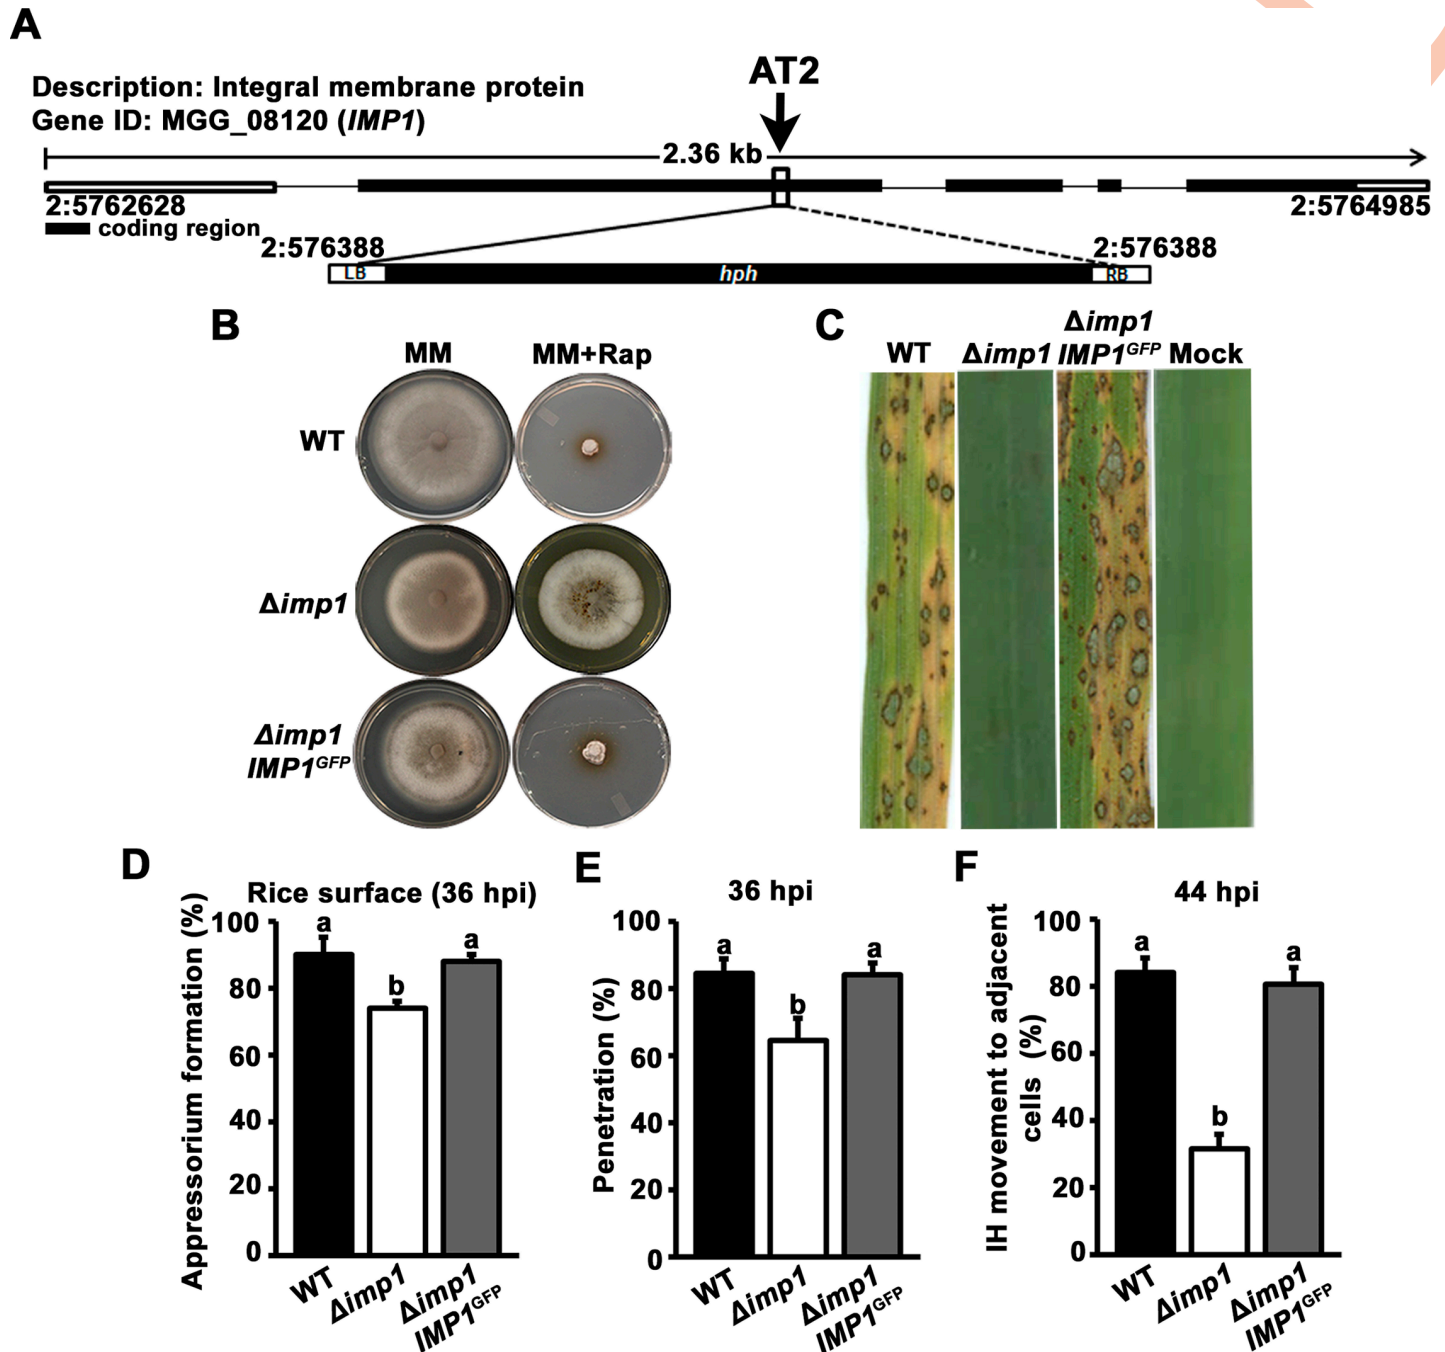 A
Description: Integral membrane protein
Gene ID: MGG_08120 (IMP1)
AT2
2.36 kb
2:5762628
2:5764985
coding region
2:576388
2:576388
LB
hph
RB
B
MM
MM+Rap
WT
Δimp1
Δimp1
IMP1GFP
C
WT
Δimp1
Δimp1
IMP1GFP
Mock
D
Rice surface (36 hpi)
Appressorium formation (%)
100
80
60
40
20
0
a
b
a
WT
Δimp1
Δimp1
IMP1GFP
E
36 hpi
Penetration (%)
100
80
60
40
20
0
a
b
a
WT
Δimp1
Δimp1
IMP1GFP
F
44 hpi
IH movement to adjacent
cells (%)
100
80
60
40
20
0
a
b
a
WT
Δimp1
Δimp1
IMP1GFP